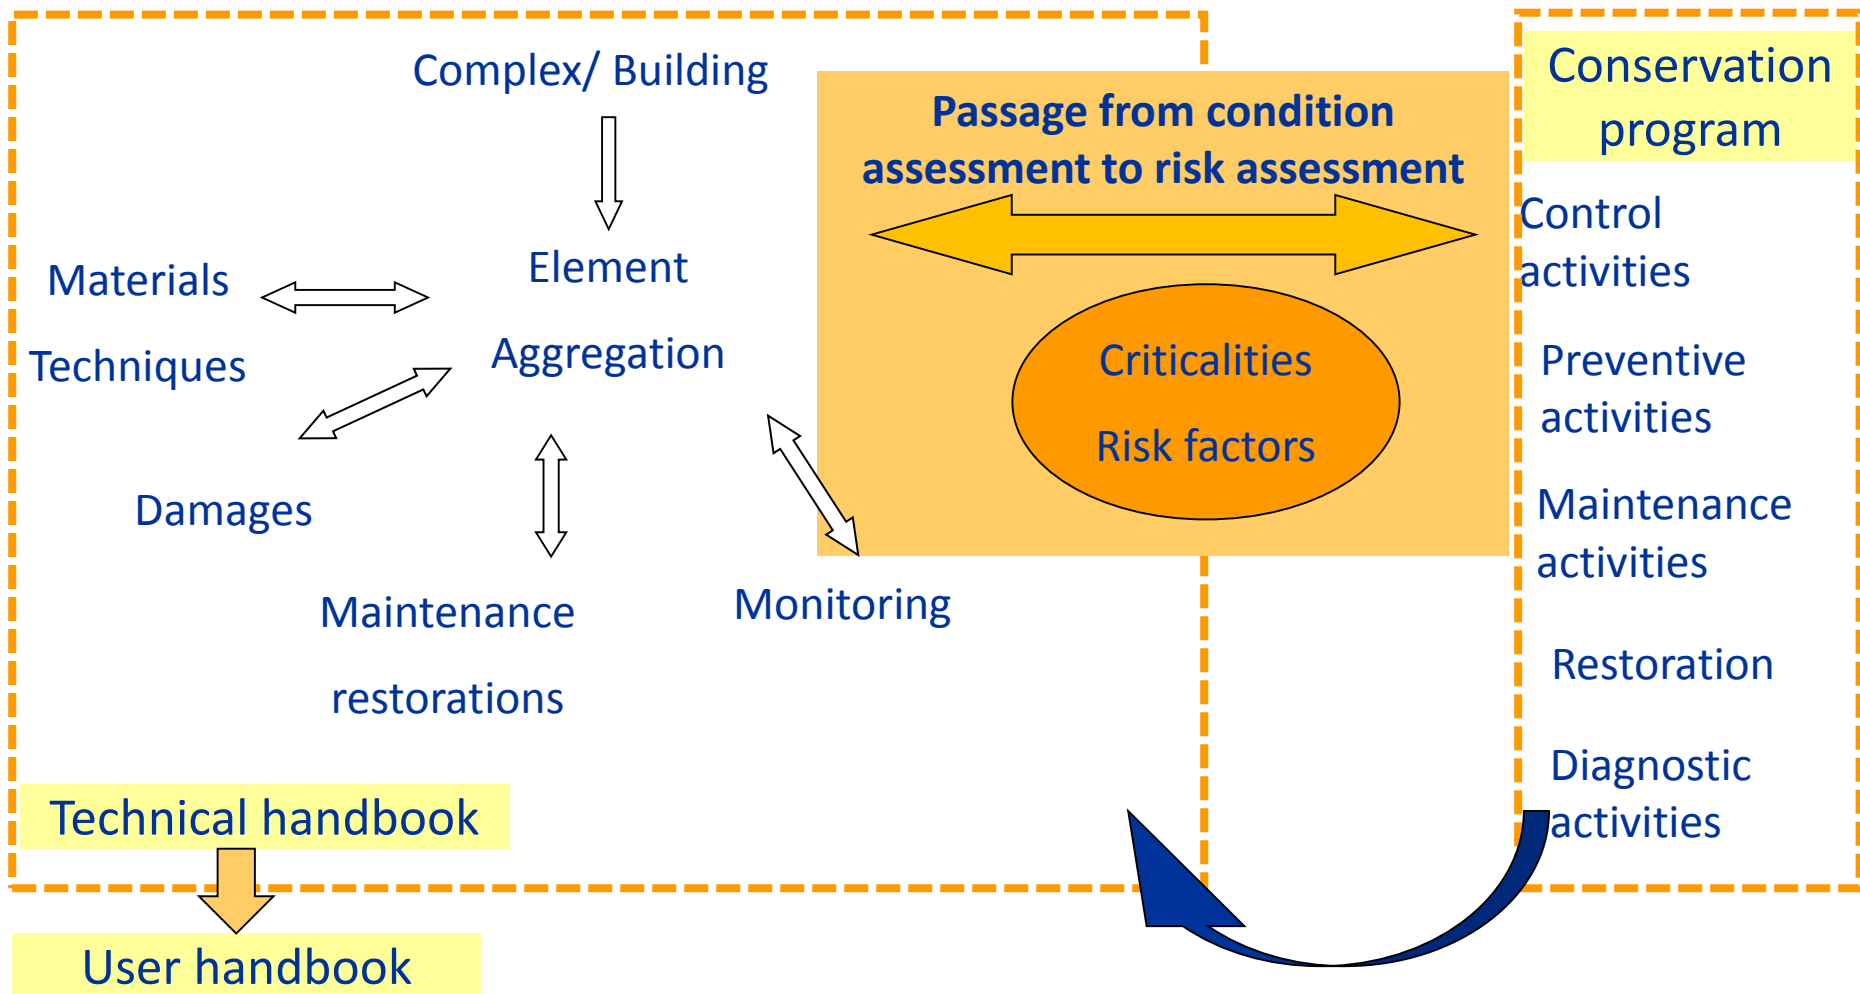 Complex/ Building
Element
Aggregation
Materials
Techniques
Damages
Maintenance
restorations
Monitoring
Technical handbook
User handbook
Passage from condition
assessment to risk assessment
Criticalities
Risk factors
Conservation
program
Control
activities
Preventive
activities
Maintenance
activities
Restoration
Diagnostic
activities